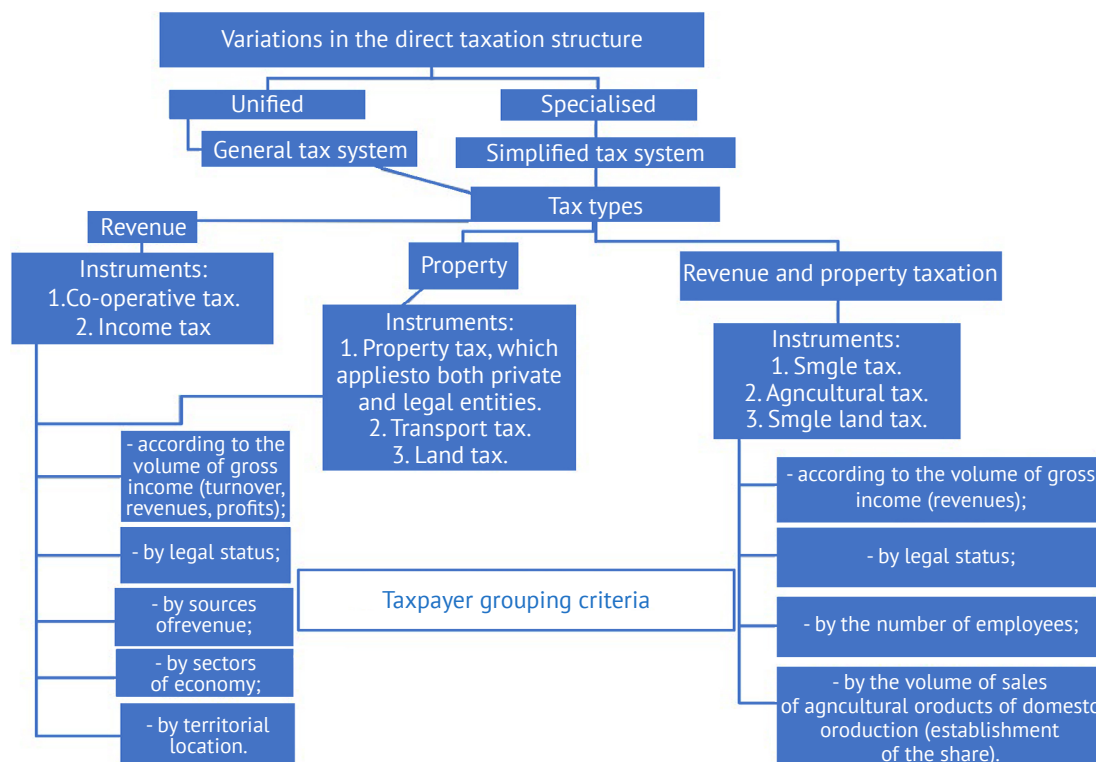 Variations in the direct taxation structure
Unified
Specialised
General tax system
Simplified tax system
Tax types
Revenue
Property
Revenue and property taxation
Instruments:
1.Co-operative tax.
2. Income tax
Instruments:
1. Property tax, which
appliesto both private
and legal entities.
2. Transport tax.
3. Land tax.
Instruments:
1. Smgle tax.
2. Agncultural tax.
3. Smgle land tax.
- according to the
volume of gross
income (turnover,
revenues, profits);
- by legal status;
- by sources
ofrevenue;
- by sectors
of economy;
- by territorial
location.
Taxpayer grouping criteria
- according to the volume of gross
income (revenues);
- by legal status;
- by the number of employees;
- by the volume of sales
of agncultural oroducts of domesto
oroduction (establishment
of the share).